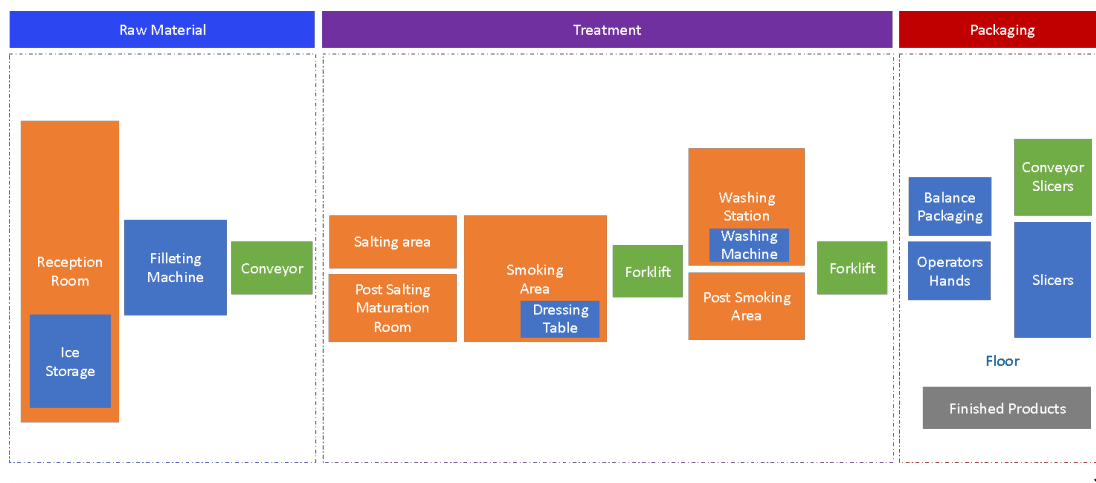 Raw Material
Treatment
Packaging
Reception
Room
Ice
Storage
Filleting
Machine
Conveyor
Salting area
Post Salting
Maturation
Room
Smoking
Area
Dressing
Table
Forklift
Washing
Station
Washing
Machine
Post Smoking
Area
Forklift
Balance
Packaging
Operators
Hands
Conveyor
Slicers
Slicers
Floor
Finished Products